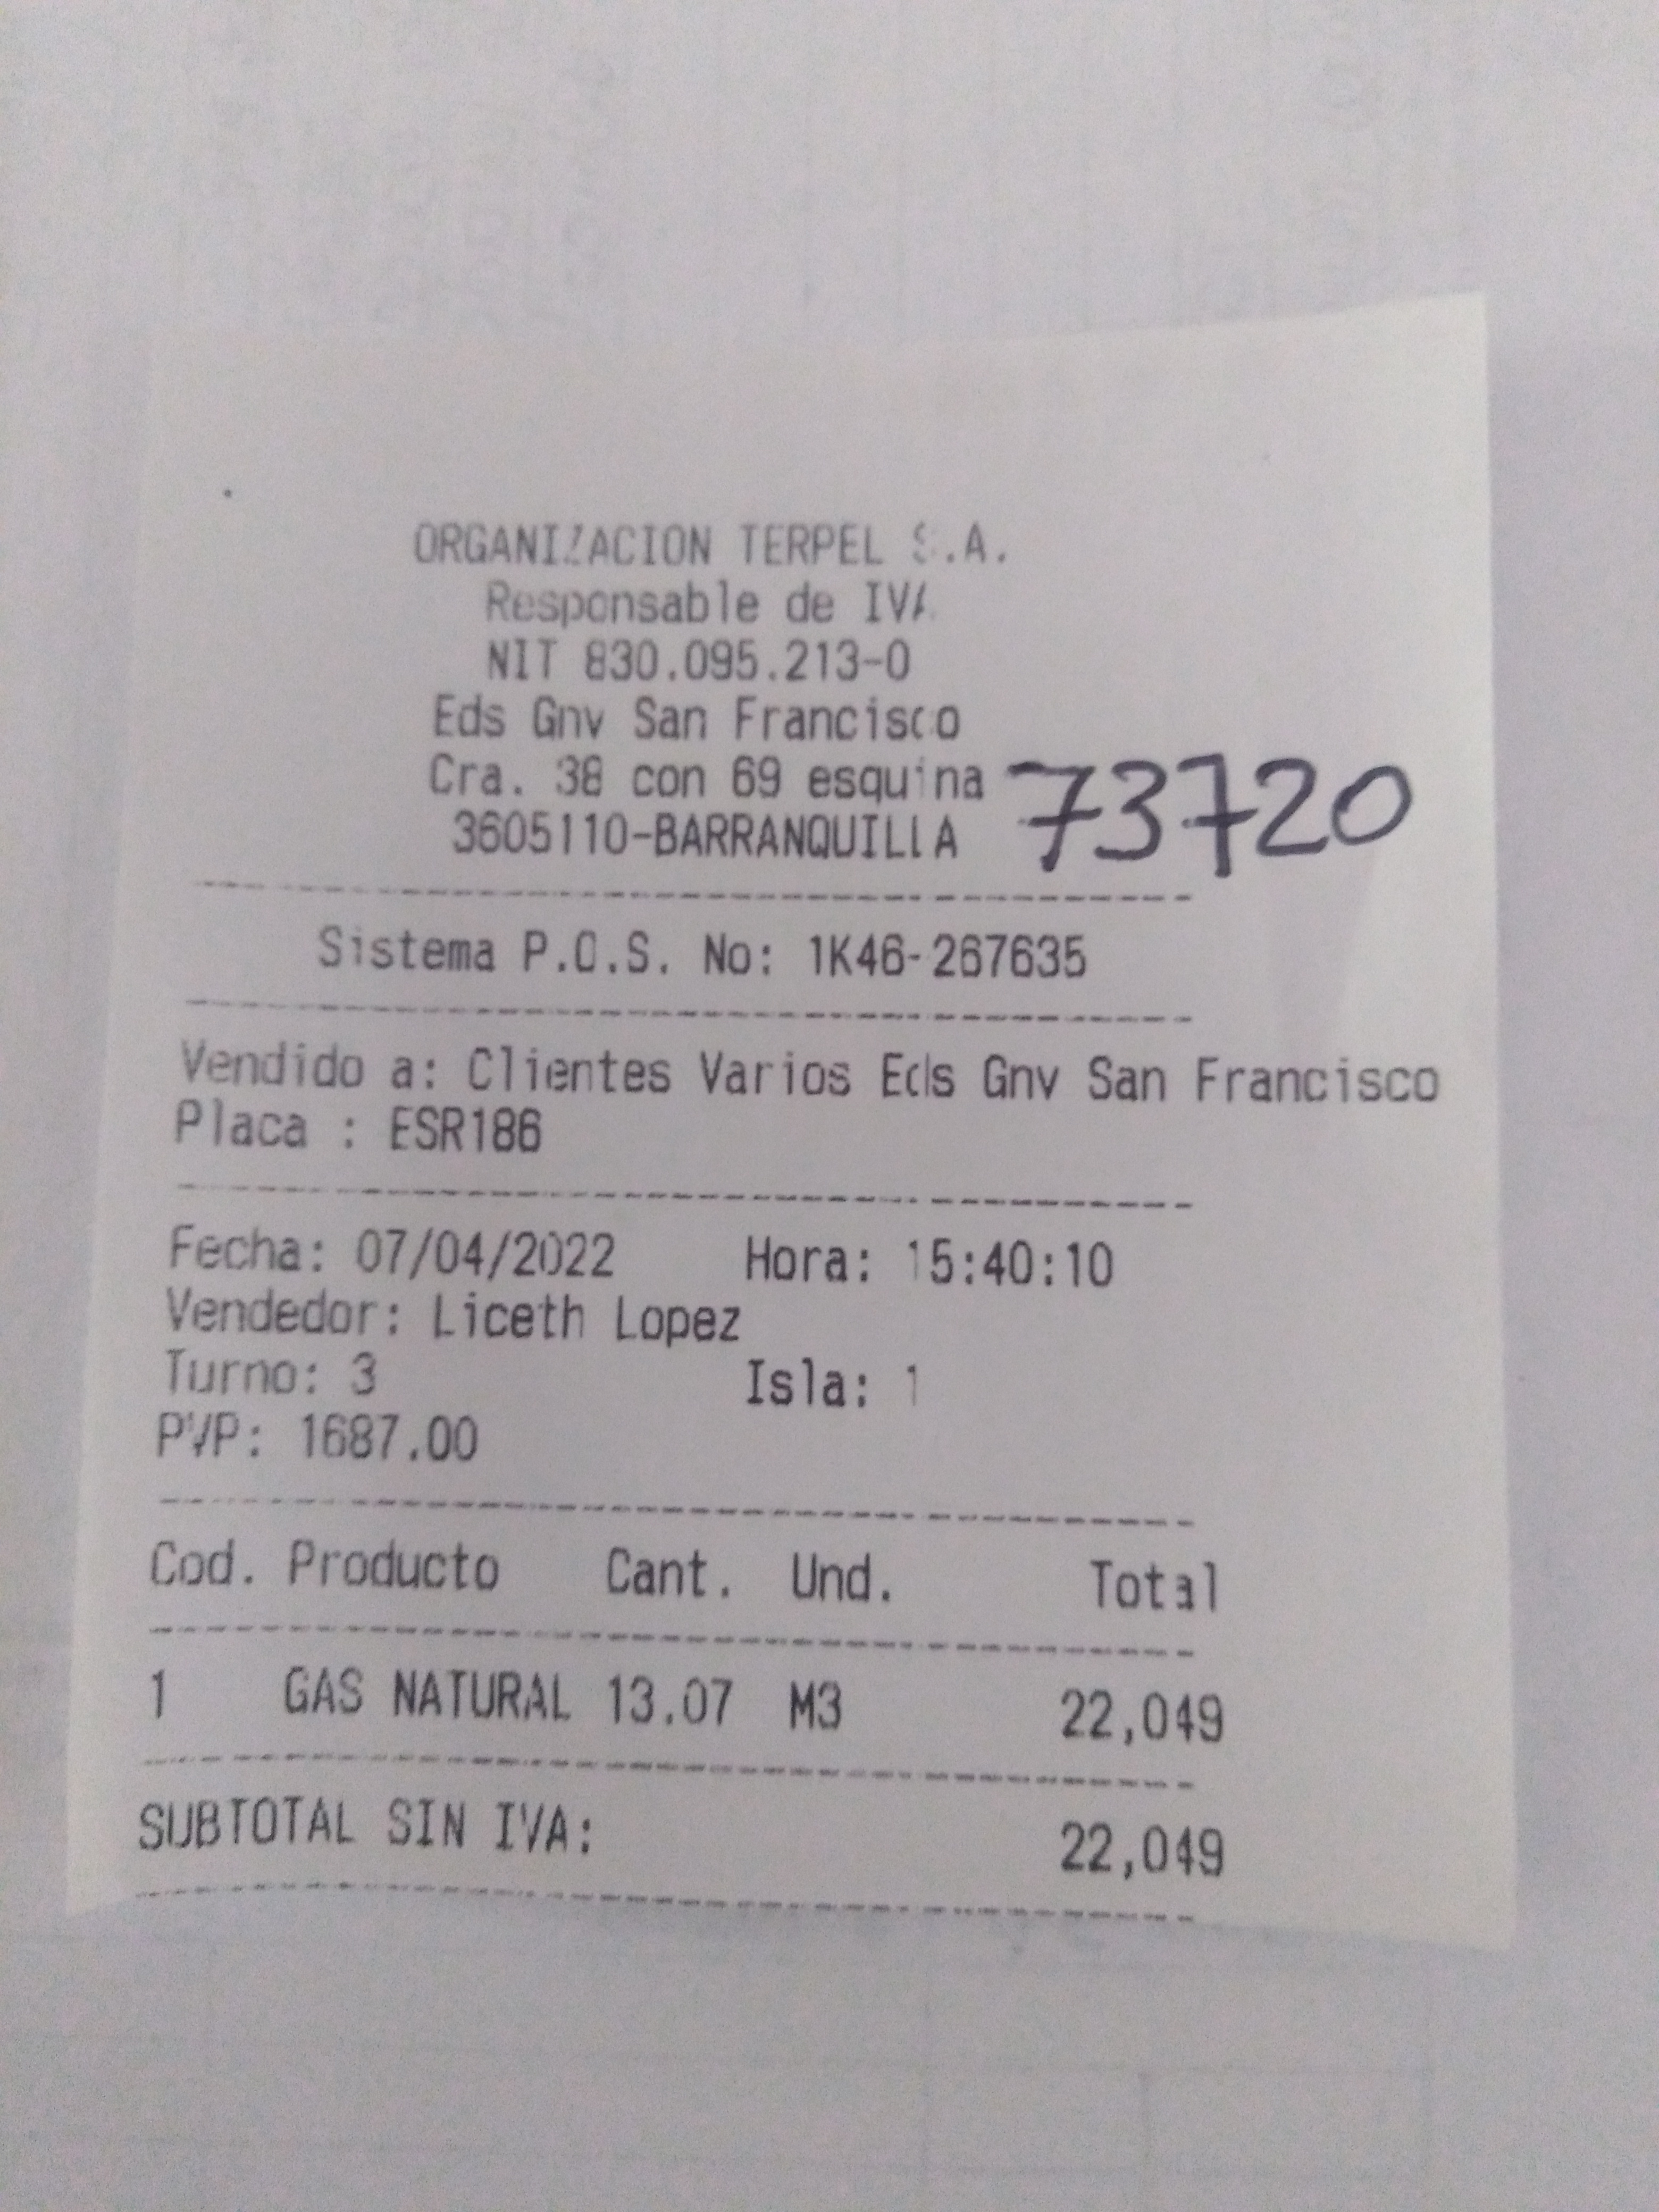 ORGANIZACION TERPEL S.A.
Responsable de IVA
NIT 830.095.213-0
Eds Gnv San Francisco
Cra. 38 con 69 esquina
73720
3605110-BARRANQUILLA
Sistema P.O.S. No: 1K46-267635
Vendido a: Clientes Varios Eds Gnv San Francisco
Placa : ESR186
Fecha: 07/04/2022 Hora: 15:40:10
Vendedor: Liceth Lopez
Turno: 3 Isla: 1
PVP: 1687.00
Cod. Producto Cant. Und. Total
1 GAS NATURAL 13.07 M3 22,049
SUBTOTAL SIN IVA: 22,049